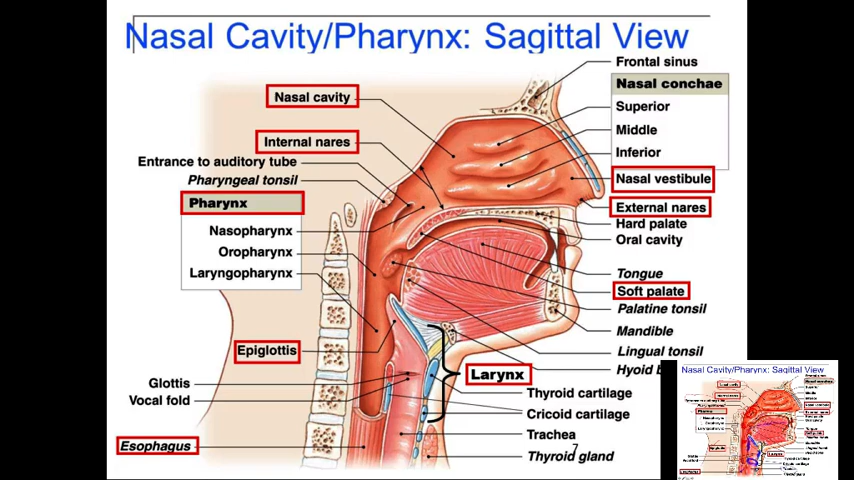 Nasal Cavity/Pharynx: Sagittal View
Frontal sinus
Nasal conchae
Superior
Middle
Inferior
Nasal vestibule
External nares
Hard palate
Oral cavity
Tongue
Soft palate
Palatine tonsil
Mandible
Lingual tonsil
Hyoid b
Larynx
Thyroid cartilage
Cricoid cartilage
Trachea
Thyroid gland
7
Nasal cavity
Internal nares
Entrance to auditory tube
Pharyngeal tonsil
Pharynx
Nasopharynx
Oropharynx
Laryngopharynx
Epiglottis
Glottis
Vocal fold
Esophagus
Nasal Cavity/Pharynx: Sagittal View